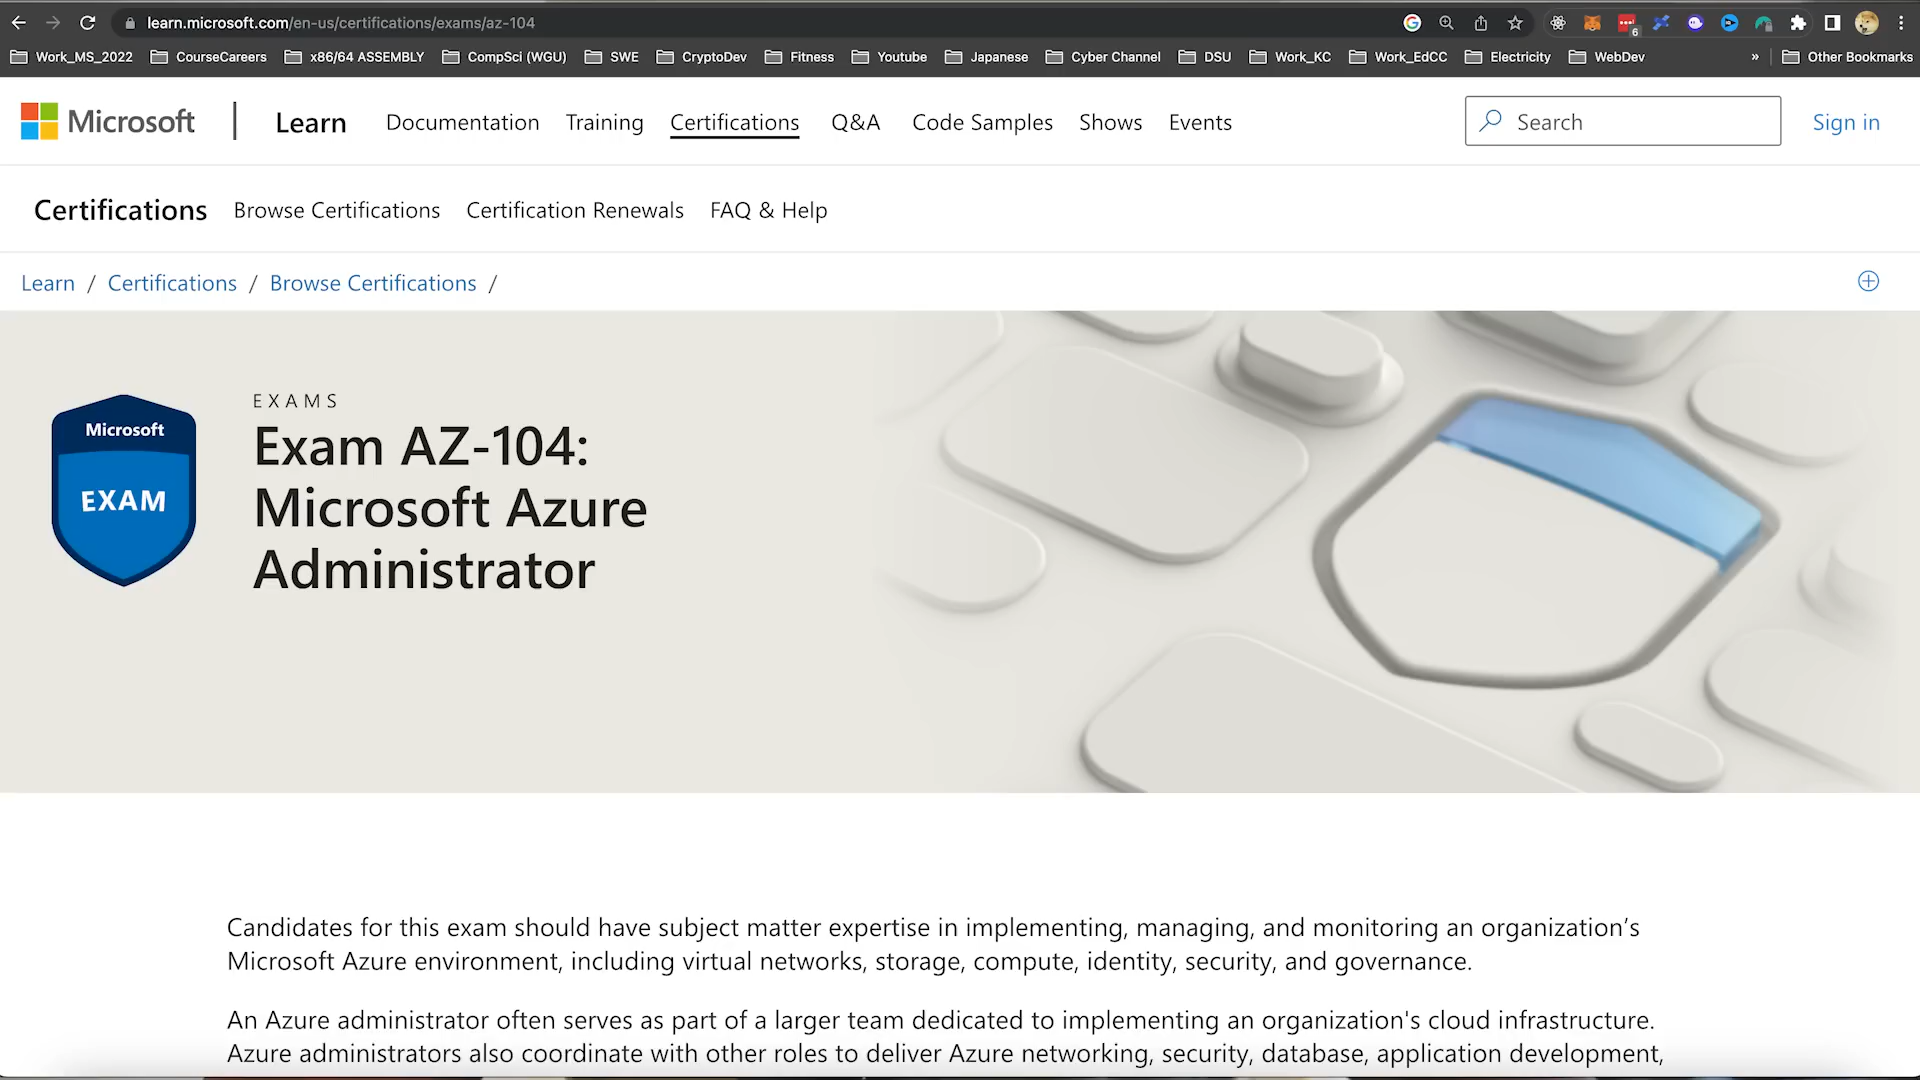 learn.microsoft.com/en-us/certifications/exams/az-104
6
Work_MS_2022 CourseCareers x86/64 ASSEMBLY CompSci (WGU) SWE CryptoDev Fitness Youtube Japanese Cyber Channel DSU Work_KC Work_EdCC Electricity WebDev » Other Bookmarks
Microsoft | Learn Documentation Training Certifications Q&A Code Samples Shows Events Search Sign in
Certifications Browse Certifications Certification Renewals FAQ & Help
Learn / Certifications / Browse Certifications /
EXAMS
Microsoft
EXAM
Exam AZ-104:
Microsoft Azure
Administrator
Candidates for this exam should have subject matter expertise in implementing, managing, and monitoring an organization’s
Microsoft Azure environment, including virtual networks, storage, compute, identity, security, and governance.
An Azure administrator often serves as part of a larger team dedicated to implementing an organization's cloud infrastructure.
Azure administrators also coordinate with other roles to deliver Azure networking, security, database, application development,